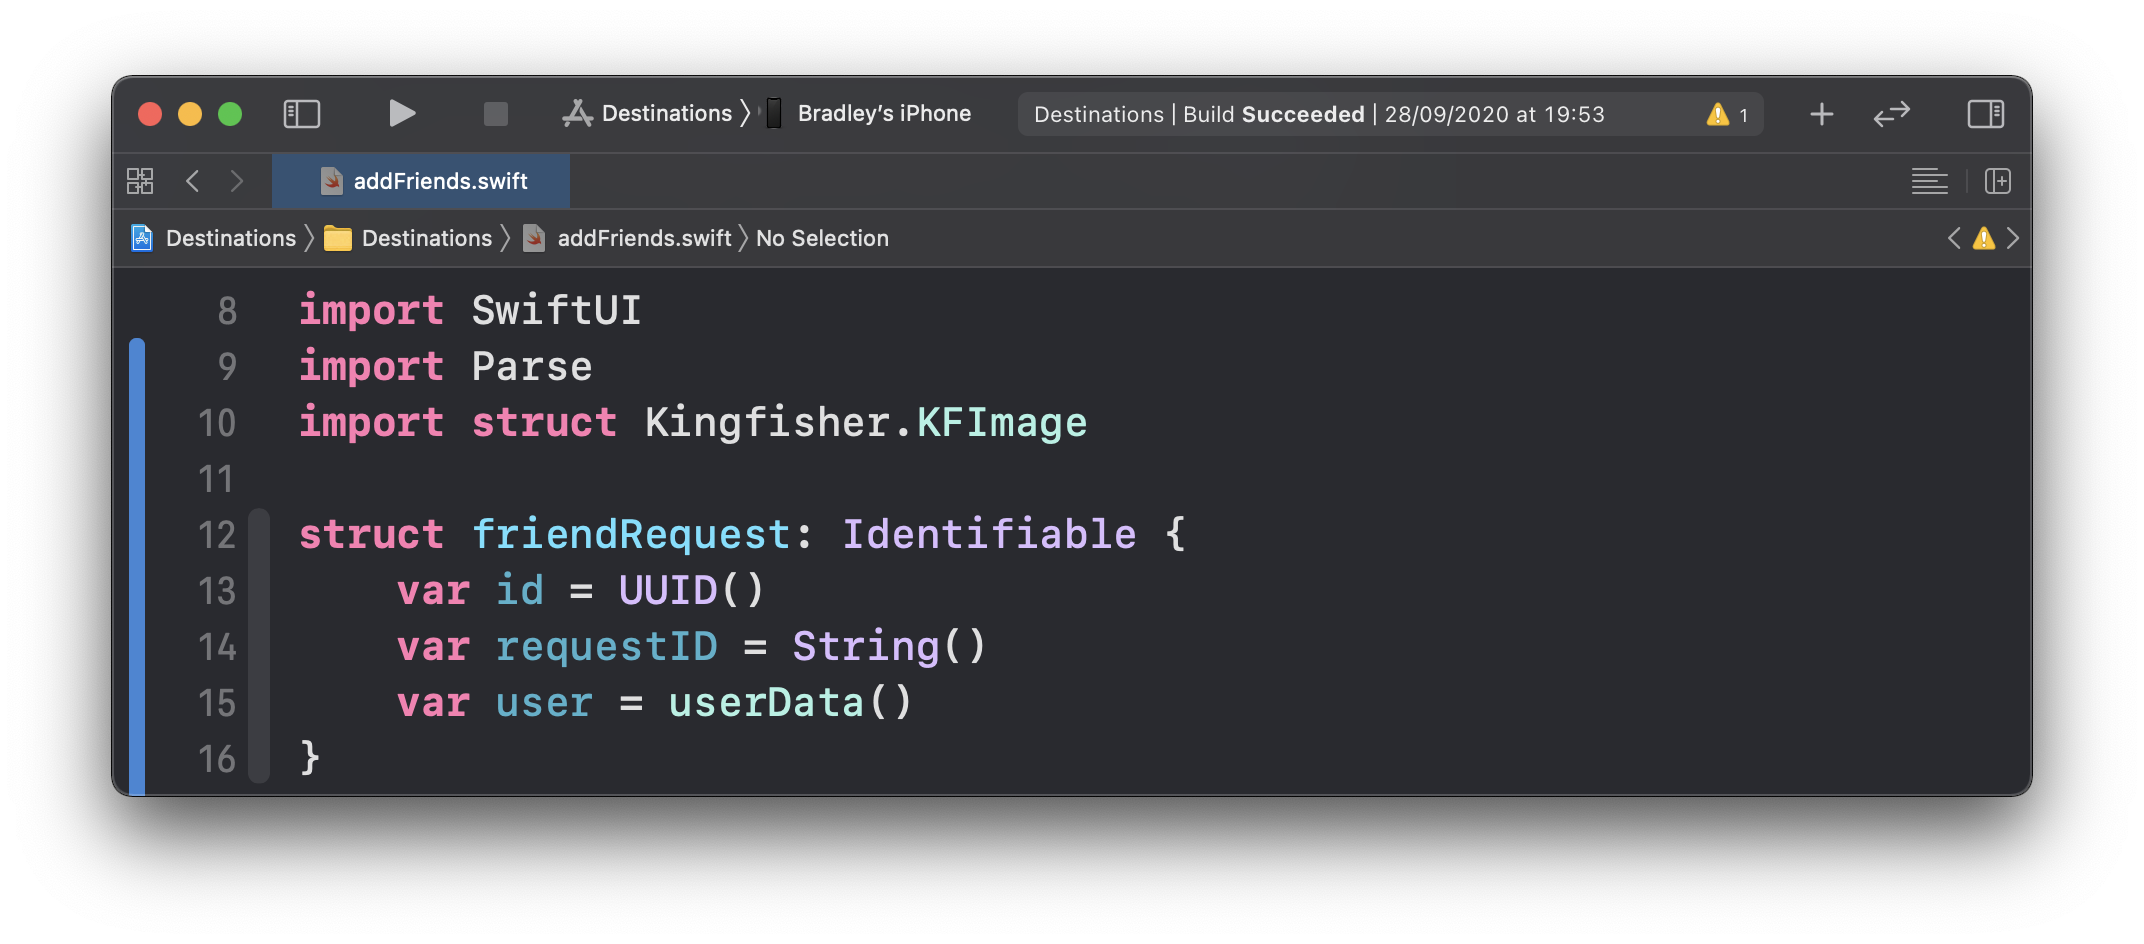 Destinations 〉 Bradley’s iPhone
Destinations | Build Succeeded | 28/09/2020 at 19:53
1
addFriends.swift
Destinations 〉 Destinations 〉 addFriends.swift 〉 No Selection
8 import SwiftUI
9 import Parse
10 import struct Kingfisher.KFImage
11
12 struct friendRequest: Identifiable {
13     var id = UUID()
14     var requestID = String()
15     var user = userData()
16 }